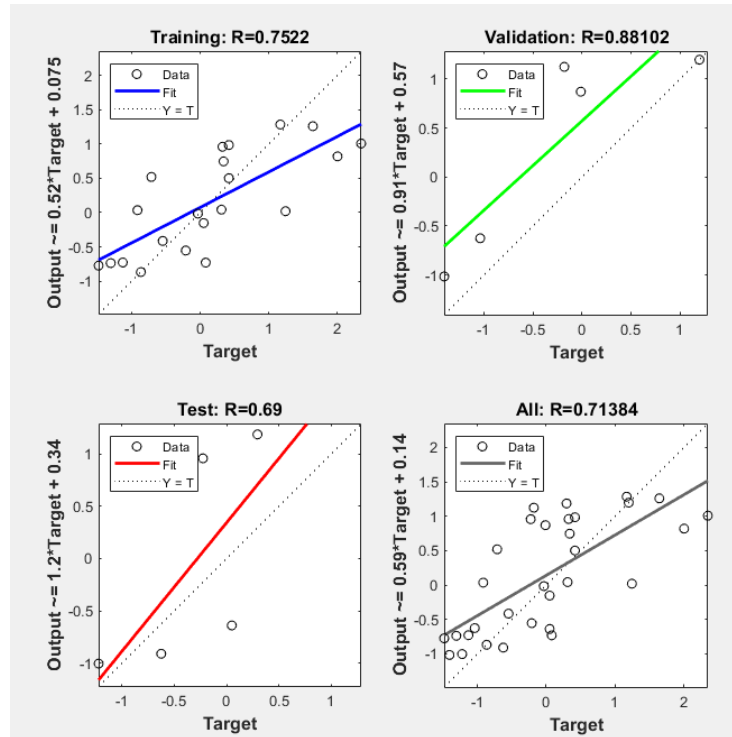 Training: R=0.7522
Output ~= 0.52*Target + 0.075
2
1.5
1
0.5
0
-0.5
-1
Data
Fit
Y = T
-1
0
1
2
Target
Validation: R=0.88102
Output ~= 0.91*Target + 0.57
1
0.5
0
-0.5
-1
Data
Fit
Y = T
-1
-0.5
0
0.5
1
Target
Test: R=0.69
Output ~= 1.2*Target + 0.34
1
0.5
0
-0.5
-1
Data
Fit
Y = T
-1
-0.5
0
0.5
1
Target
All: R=0.71384
Output ~= 0.59*Target + 0.14
2
1.5
1
0.5
0
-0.5
-1
Data
Fit
Y = T
-1
0
1
2
Target